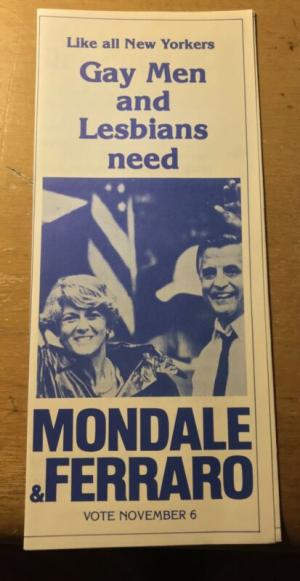 Like all New Yorkers
Gay Men
and
Lesbians
need
MONDALE
& FERRARO
VOTE NOVEMBER 6